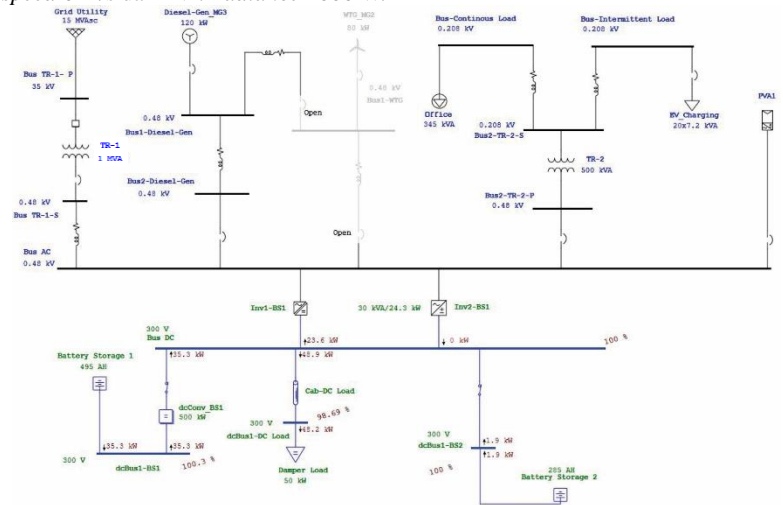 Grid Utility
15 MVAsc
Diesel-Gen_MG3
120 kW
WTG_MG2
80 kW
Bus-Continous Load
0.208 kV
Bus-Intermittent Load
0.208 kV
Bus TR-1- P
35 kV
0.48 kV
Bus1-WTG
PVA1
Open
Office
345 kVA
EV_Charging
20x7.2 kVA
0.48 kV
Bus1-Diesel-Gen
0.208 kV
Bus2-TR-2-S
TR-1
1 MVA
TR-2
500 kVA
Bus2-Diesel-Gen
0.48 kV
Bus2-TR-2-P
0.48 kV
0.48 kV
Bus TR-1-S
Open
Bus AC
0.48 kV
Inv1-BS1
30 kVA/24.3 kW
Inv2-BS1
300 V
Bus DC
23.6 kW
0 kW
100 %
35.3 kW
48.9 kW
Battery Storage 1
495 AH
Cab-DC Load
dcConv_BS1
500 kW
98.69 %
300 V
dcBus1-DC Load
48.2 kW
300 V
dcBus1-BS2
1.9 kW
1.9 kW
100 %
35.3 kW
35.3 kW
300 V
dcBus1-BS1
100.3 %
Damper Load
50 kW
285 AH
Battery Storage 2